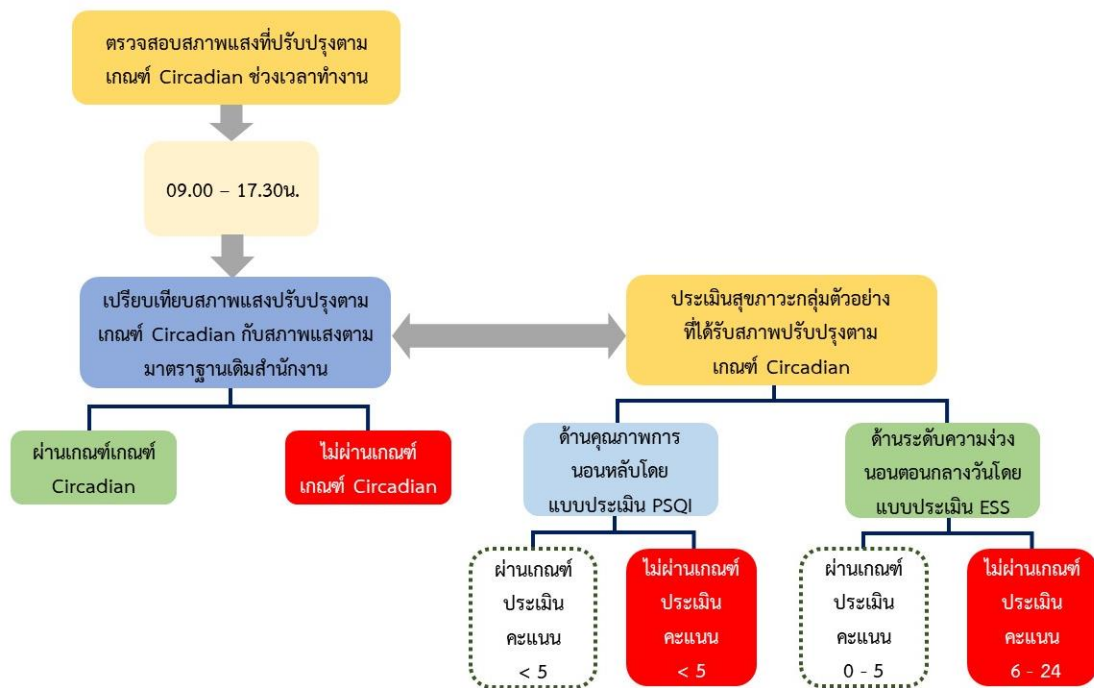 ตรวจสอบสภาพแสงที่ปรับปรุงตาม
เกณฑ์ Circadian ช่วงเวลาทำงาน
09.00 – 17.30น.
เปรียบเทียบสภาพแสงปรับปรุงตาม
เกณฑ์ Circadian กับสภาพแสงตาม
มาตราฐานเดิมสำนักงาน
ประเมินสุขภาวะกลุ่มตัวอย่าง
ที่ได้รับสภาพปรับปรุงตาม
เกณฑ์ Circadian
ผ่านเกณฑ์เกณฑ์
Circadian
ไม่ผ่านเกณฑ์
เกณฑ์ Circadian
ด้านคุณภาพการ
นอนหลับโดย
แบบประเมิน PSQI
ด้านระดับความง่วง
นอนตอนกลางวันโดย
แบบประเมิน ESS
ผ่านเกณฑ์
ประเมิน
คะแนน
< 5
ไม่ผ่านเกณฑ์
ประเมิน
คะแนน
< 5
ผ่านเกณฑ์
ประเมิน
คะแนน
0 - 5
ไม่ผ่านเกณฑ์
ประเมิน
คะแนน
6 - 24